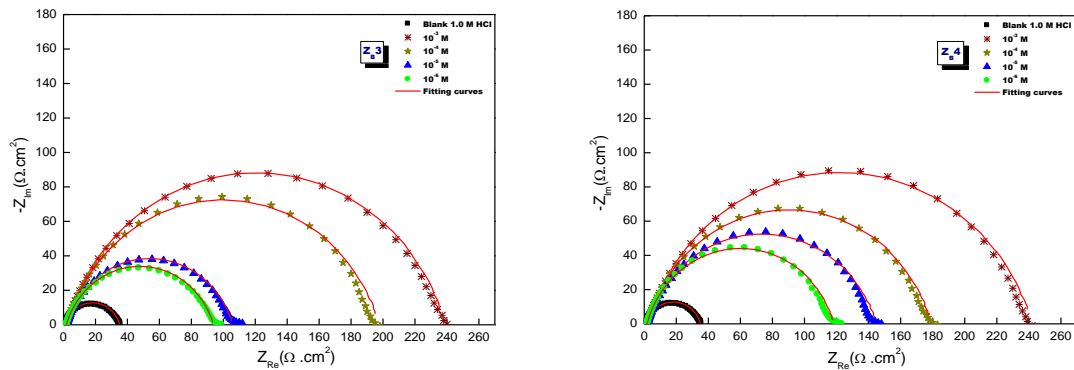 180
160
140
120
100
80
60
40
20
0
-Z_Im(Ω.cm²)
0 20 40 60 80 100 120 140 160 180 200 220 240 260
Z_Re(Ω .cm²)
Z_B3
Blank 1.0 M HCl
10⁻³ M
10⁻⁴ M
10⁻⁵ M
10⁻⁶ M
Fitting curves
180
160
140
120
100
80
60
40
20
0
-Z_Im(Ω.cm²)
0 20 40 60 80 100 120 140 160 180 200 220 240 260
Z_Re(Ω .cm²)
Z_B4
Blank 1.0 M HCl
10⁻³ M
10⁻⁴ M
10⁻⁵ M
10⁻⁶ M
Fitting curves